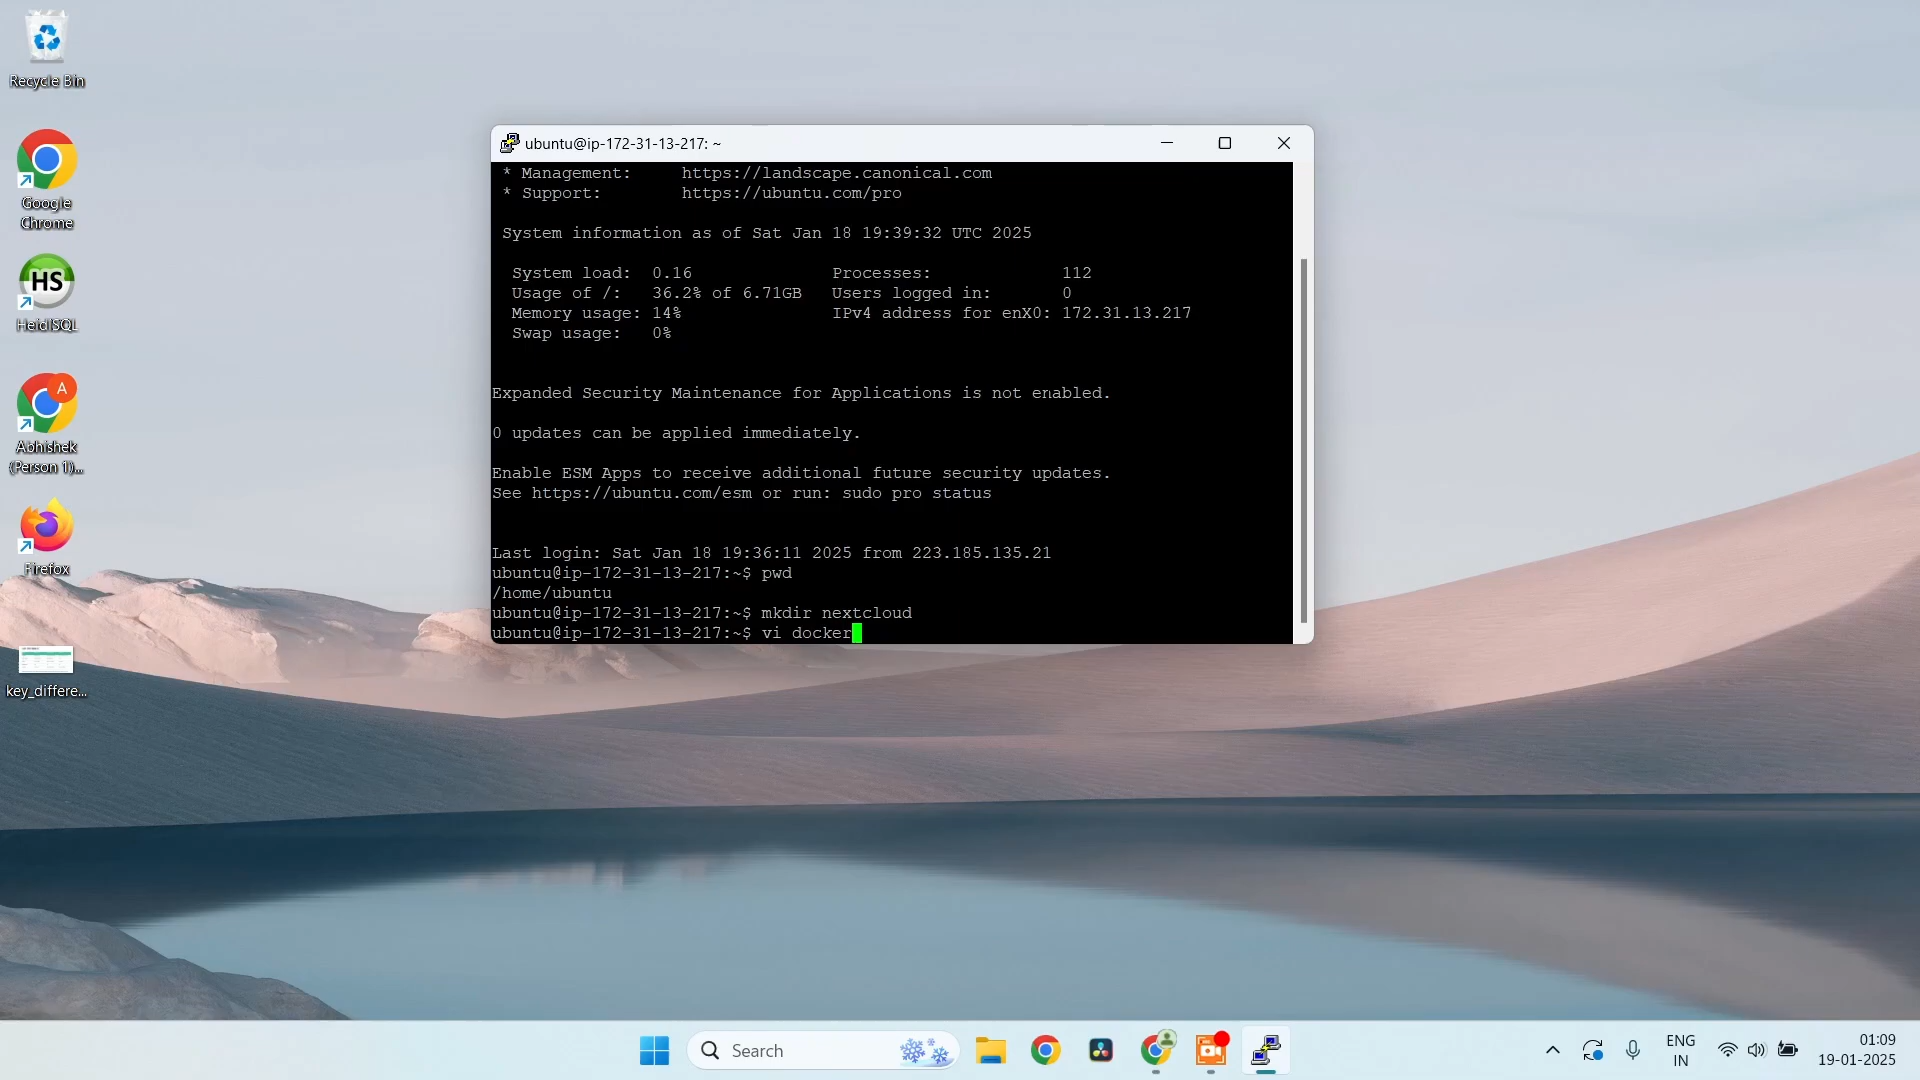 Recycle Bin
Google
Chrome
HS
HeidiSQL
A
Abhishek
(Person 1)...
Firefox
key_differe...
ubuntu@ip-172-31-13-217: ~
* Management:     https://landscape.canonical.com
* Support:        https://ubuntu.com/pro
System information as of Sat Jan 18 19:39:32 UTC 2025
System load:  0.16              Processes:             112
Usage of /:   36.2% of 6.71GB   Users logged in:       0
Memory usage: 14%               IPv4 address for enX0: 172.31.13.217
Swap usage:   0%
Expanded Security Maintenance for Applications is not enabled.
0 updates can be applied immediately.
Enable ESM Apps to receive additional future security updates.
See https://ubuntu.com/esm or run: sudo pro status
Last login: Sat Jan 18 19:36:11 2025 from 223.185.135.21
ubuntu@ip-172-31-13-217:~$ pwd
/home/ubuntu
ubuntu@ip-172-31-13-217:~$ mkdir nextcloud
ubuntu@ip-172-31-13-217:~$ vi docker
Search
ENG
IN
01:09
19-01-2025